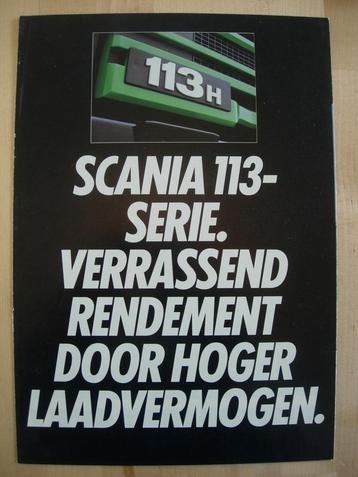 113H
SCANIA 113-
SERIE.
VERRASSEND
RENDEMENT
DOOR HOGER
LAADVERMOGEN.